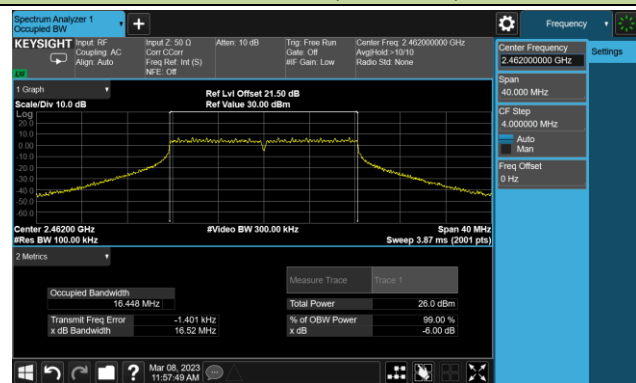 Spectrum Analyzer 1
Occupied BW
Frequency
KEYSIGHT
Input: RF
Coupling: AC
Align: Auto
Input Z: 50 Ω
Corr CCorr
Freq Ref: Int (S)
NFE: Off
Atten: 10 dB
Trig: Free Run
Gate: Off
#IF Gain: Low
Center Freq: 2.462000000 GHz
Avg|Hold:>10/10
Radio Std: None
Center Frequency
2.462000000 GHz
Settings
Span
40.000 MHz
CF Step
4.000000 MHz
Auto
Man
Freq Offset
0 Hz
1 Graph
Scale/Div 10.0 dB
Ref Lvl Offset 21.50 dB
Ref Value 30.00 dBm
Log
20.0
10.0
0.00
-10.0
-20.0
-30.0
-40.0
-50.0
-60.0
Center 2.46200 GHz
#Res BW 100.00 kHz
#Video BW 300.00 kHz
Span 40 MHz
Sweep 3.87 ms (2001 pts)
2 Metrics
Measure Trace
Trace 1
Occupied Bandwidth
16.448 MHz
Total Power
26.0 dBm
Transmit Freq Error
-1.401 kHz
% of OBW Power
99.00 %
x dB Bandwidth
16.52 MHz
x dB
-6.00 dB
Mar 08, 2023
11:57:49 AM